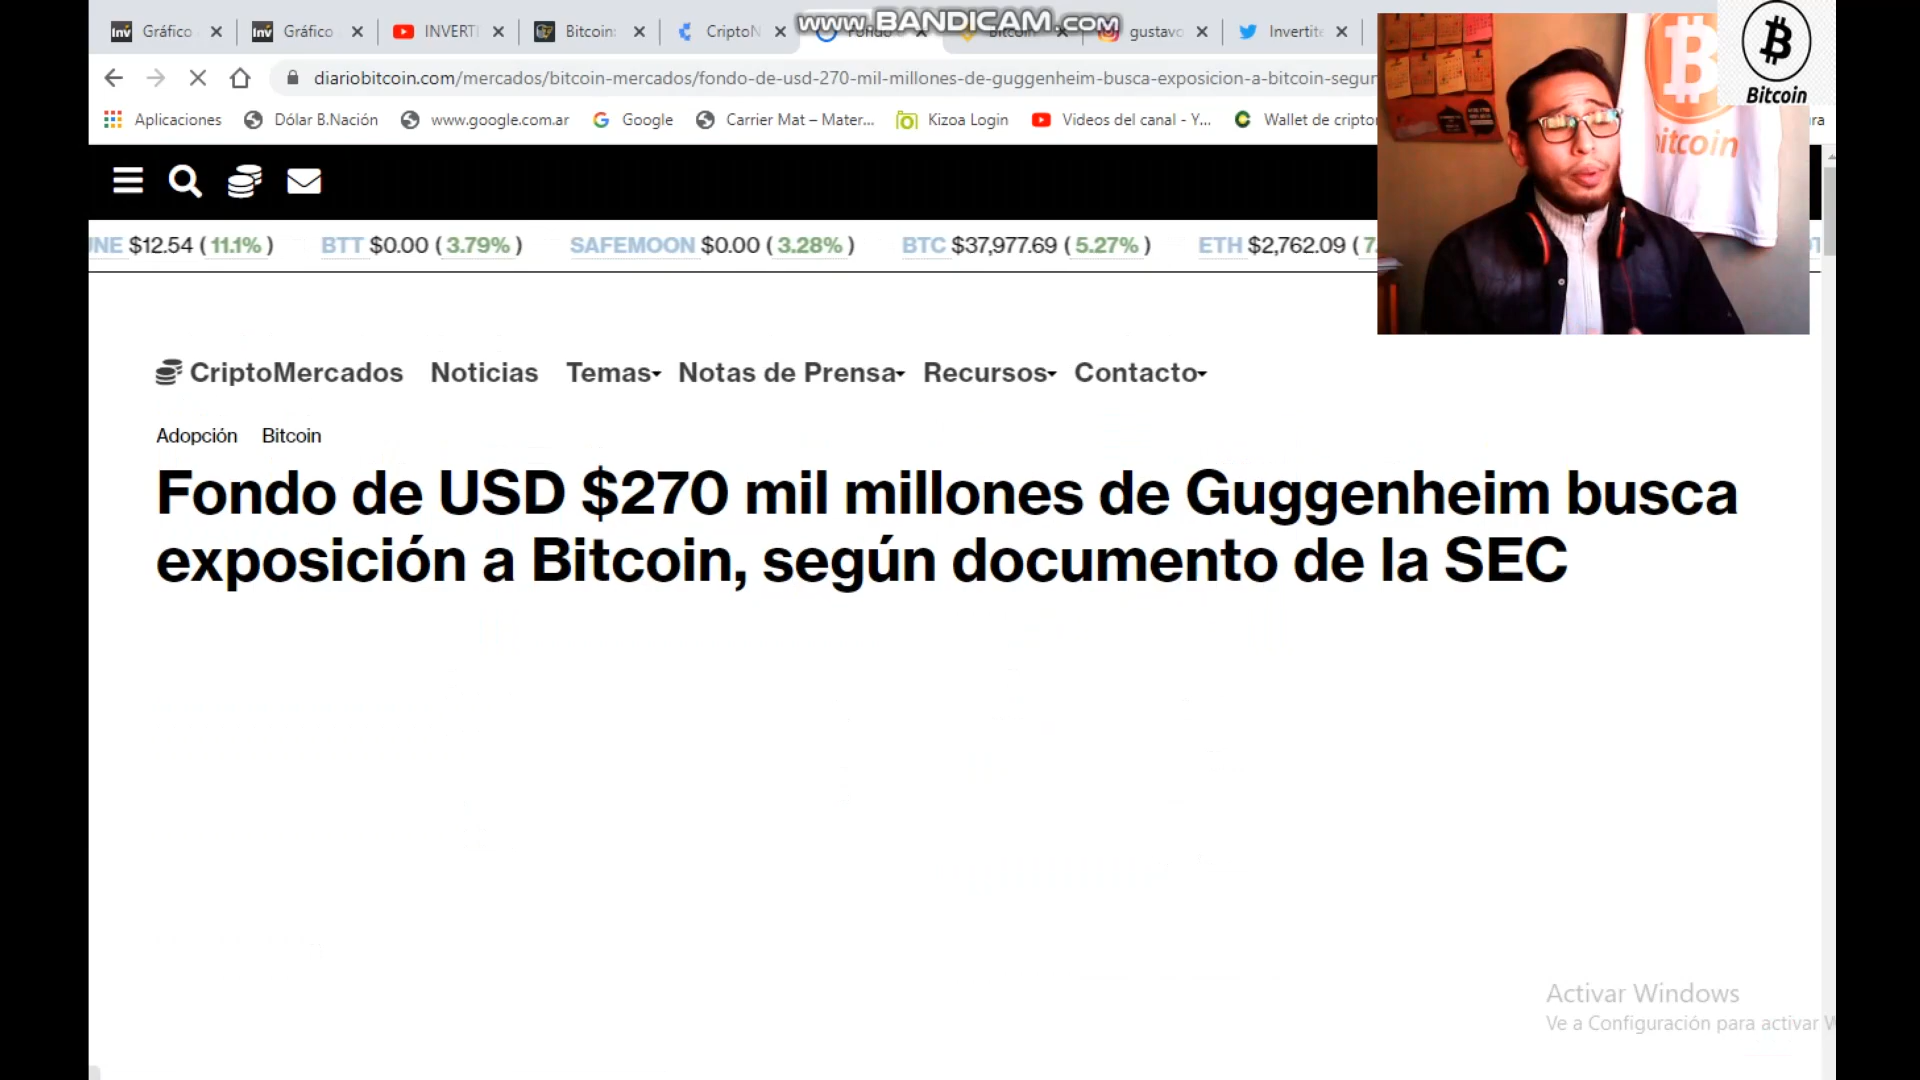 www.BANDICAM.com
Gráfico
Gráfico
INVERTI
Bitcoin:
CriptoN
Bitcoin
gustavo
Invertite
Bitcoin
diariobitcoin.com/mercados/bitcoin-mercados/fondo-de-usd-270-mil-millones-de-guggenheim-busca-exposicion-a-bitcoin-segun
Aplicaciones
Dólar B.Nación
www.google.com.ar
Google
Carrier Mat – Mater...
Kizoa Login
Videos del canal - Y...
Wallet de criptor
ra
bitcoin
UNE $12.54 ( 11.1% ) BTT $0.00 ( 3.79% ) SAFEMOON $0.00 ( 3.28% ) BTC $37,977.69 ( 5.27% ) ETH $2,762.09 ( 7.
CriptoMercados Noticias Temas Notas de Prensa Recursos Contacto
Adopción Bitcoin
Fondo de USD $270 mil millones de Guggenheim busca
exposición a Bitcoin, según documento de la SEC
Activar Windows
Ve a Configuración para activar W